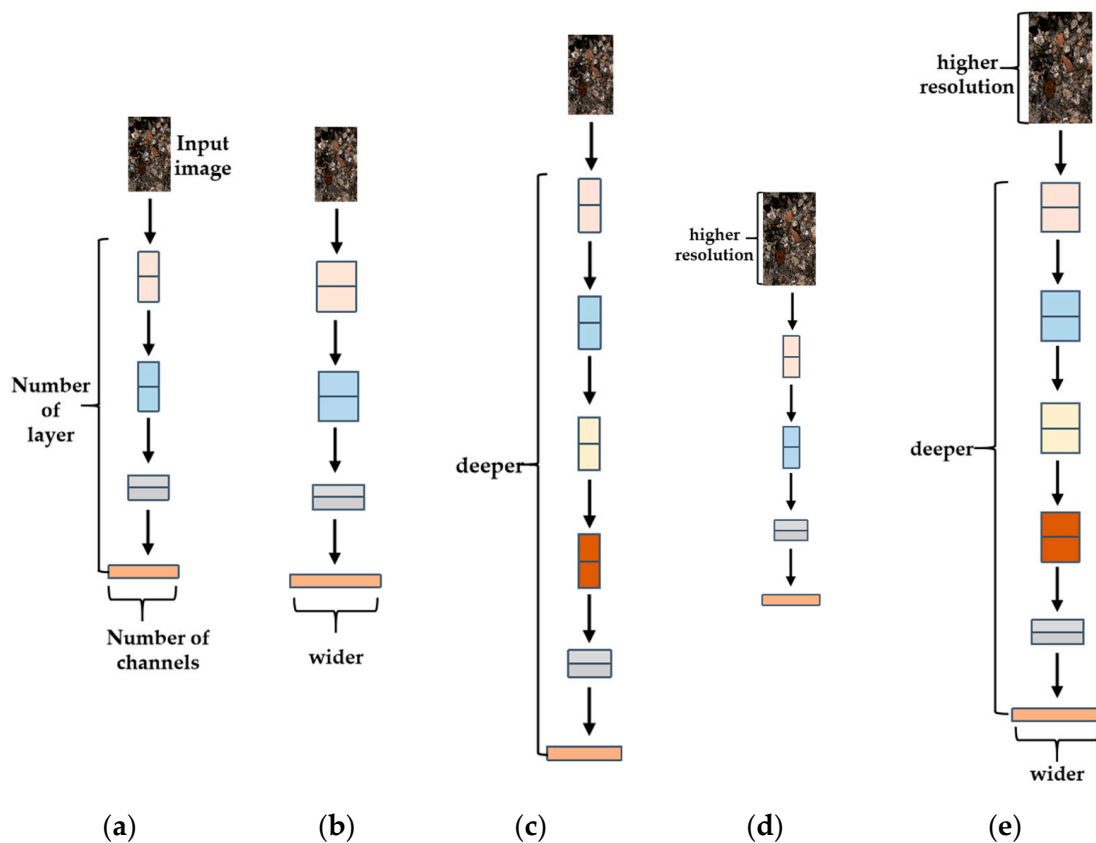 Input
image
Number
of
layer
Number of
channels
(a)
wider
(b)
deeper
(c)
higher
resolution
(d)
higher
resolution
deeper
wider
(e)